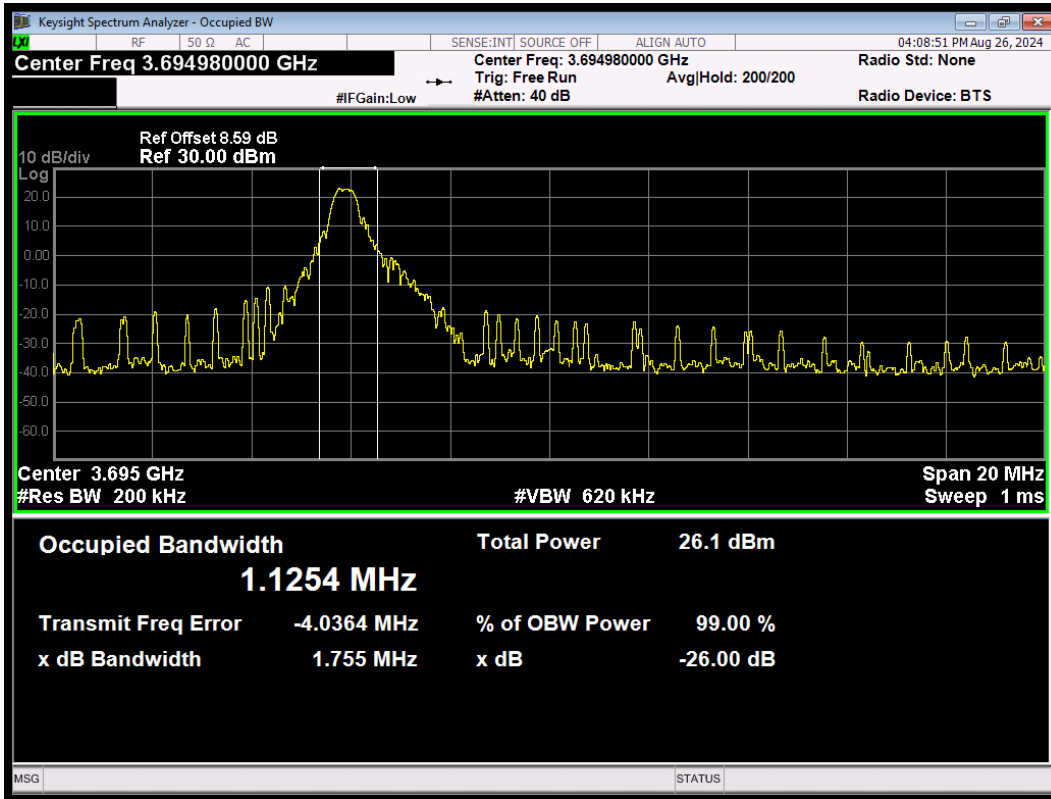 Keysight Spectrum Analyzer - Occupied BW
LXI RF 50 Ω AC SENSE:INT SOURCE OFF ALIGN AUTO 04:08:51 PM Aug 26, 2024
Center Freq 3.694980000 GHz
Center Freq: 3.694980000 GHz
Radio Std: None
Trig: Free Run Avg|Hold: 200/200
#IFGain:Low #Atten: 40 dB Radio Device: BTS
Ref Offset 8.59 dB
10 dB/div Ref 30.00 dBm
Log
20.0
10.0
0.00
-10.0
-20.0
-30.0
-40.0
-50.0
-60.0
Center 3.695 GHz Span 20 MHz
#Res BW 200 kHz #VBW 620 kHz Sweep 1 ms
Occupied Bandwidth Total Power 26.1 dBm
1.1254 MHz
Transmit Freq Error -4.0364 MHz % of OBW Power 99.00 %
x dB Bandwidth 1.755 MHz x dB -26.00 dB
MSG STATUS